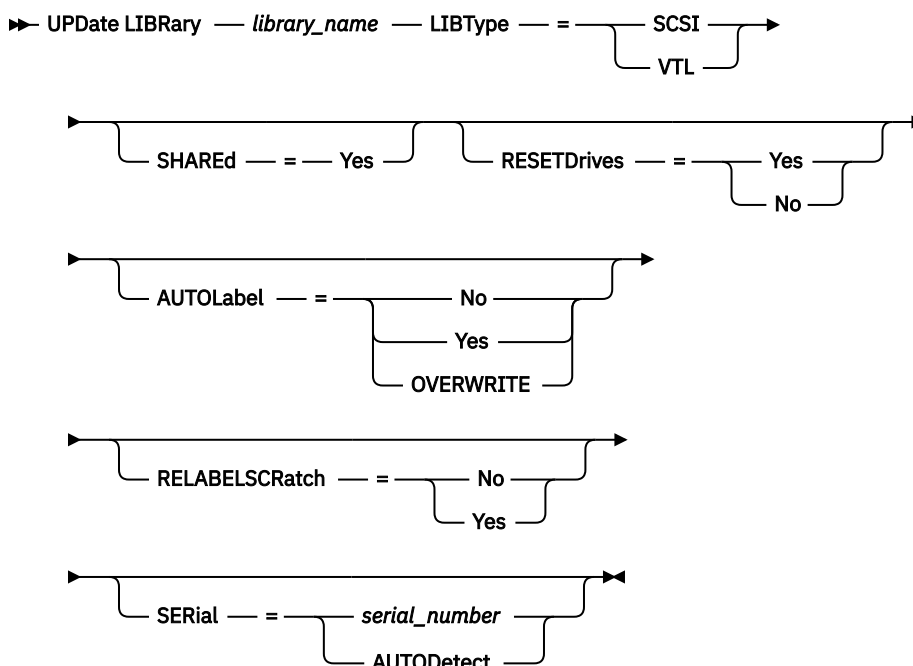 UPDate LIBRary library_name LIBType = SCSI
VTL
SHAREd = Yes RESETDrives = Yes
No
AUTOLabel = No
Yes
OVERWRITE
RELABELSCRatch = No
Yes
SERial = serial_number
AUTODetect